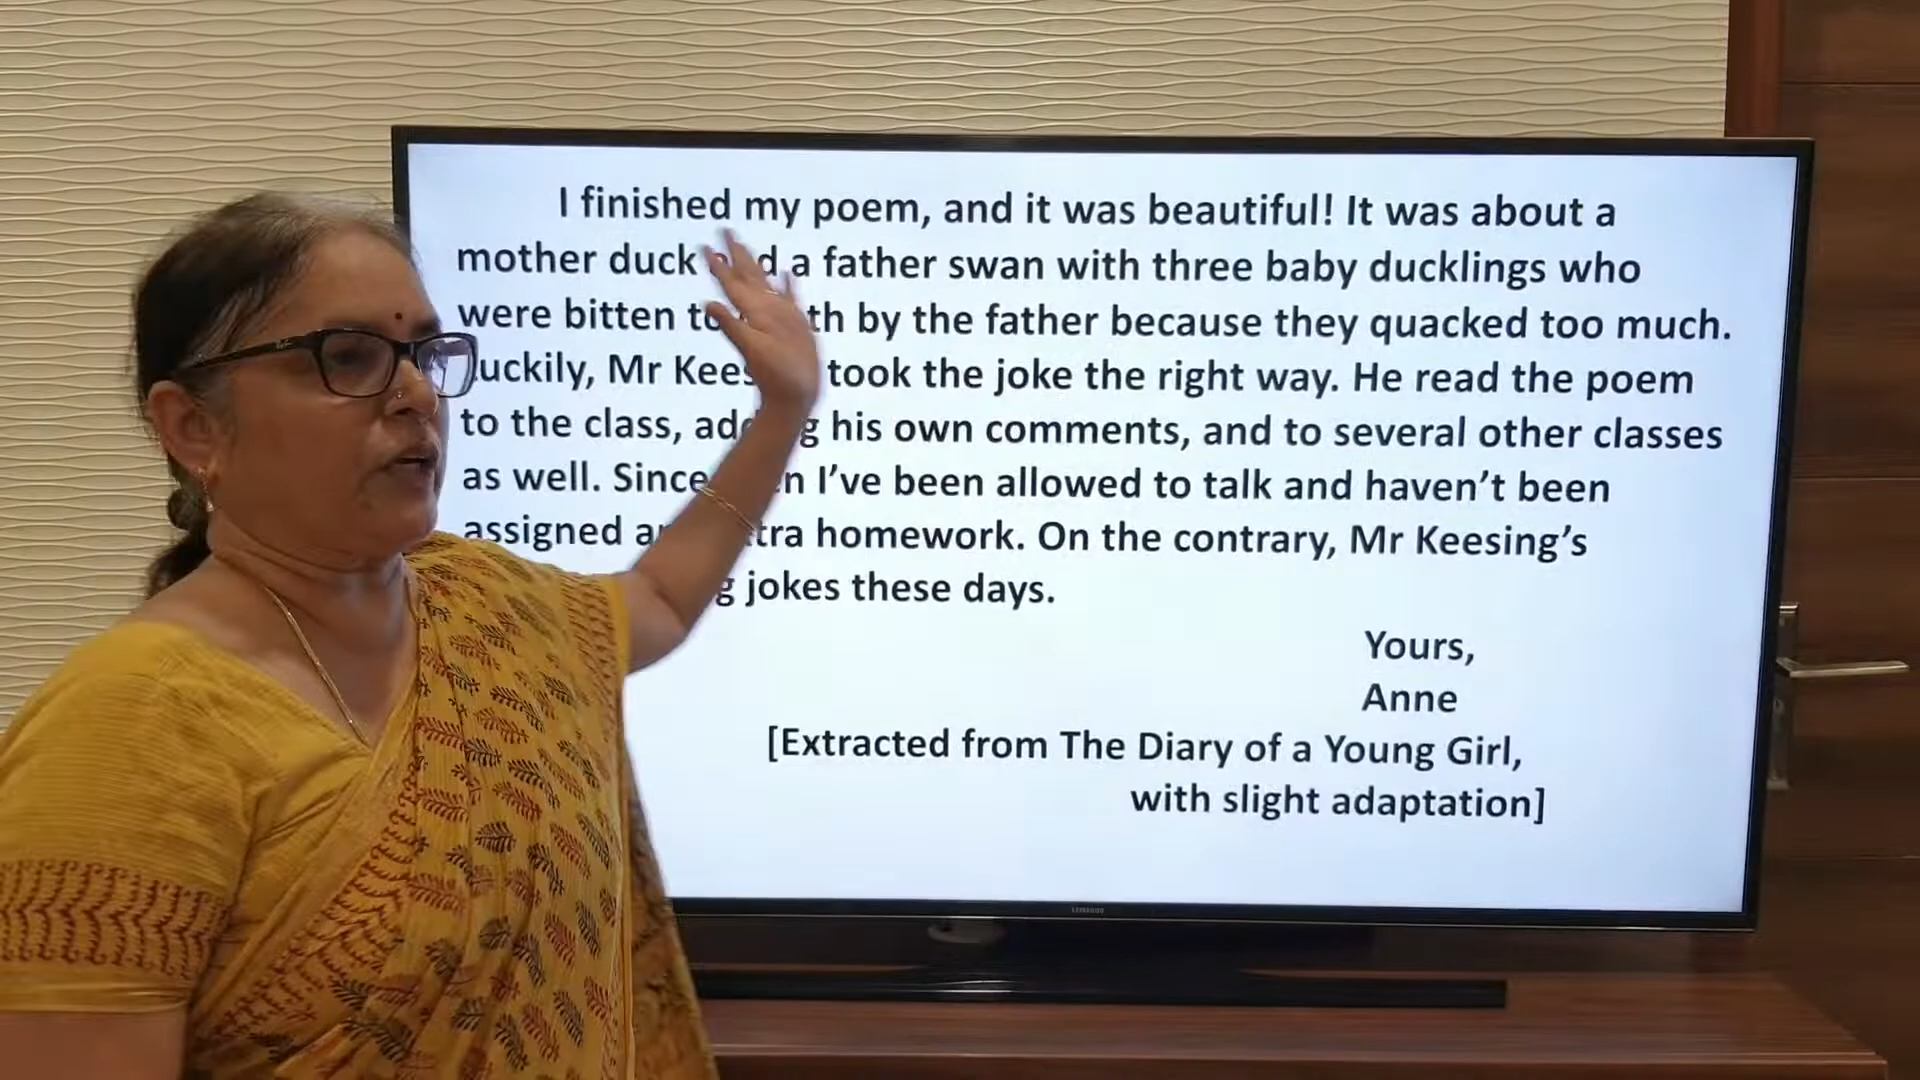 I finished my poem, and it was beautiful! It was about a
mother duck and a father swan with three baby ducklings who
were bitten to by the father because they quacked too much.
Luckily, Mr took the joke the right way. He read the poem
to the class, adding his own comments, and to several other classes
as well. Since I've been allowed to talk and haven't been
assigned homework. On the contrary, Mr Keesing's
jokes these days.
Yours,
Anne
[Extracted from The Diary of a Young Girl,
with slight adaptation]